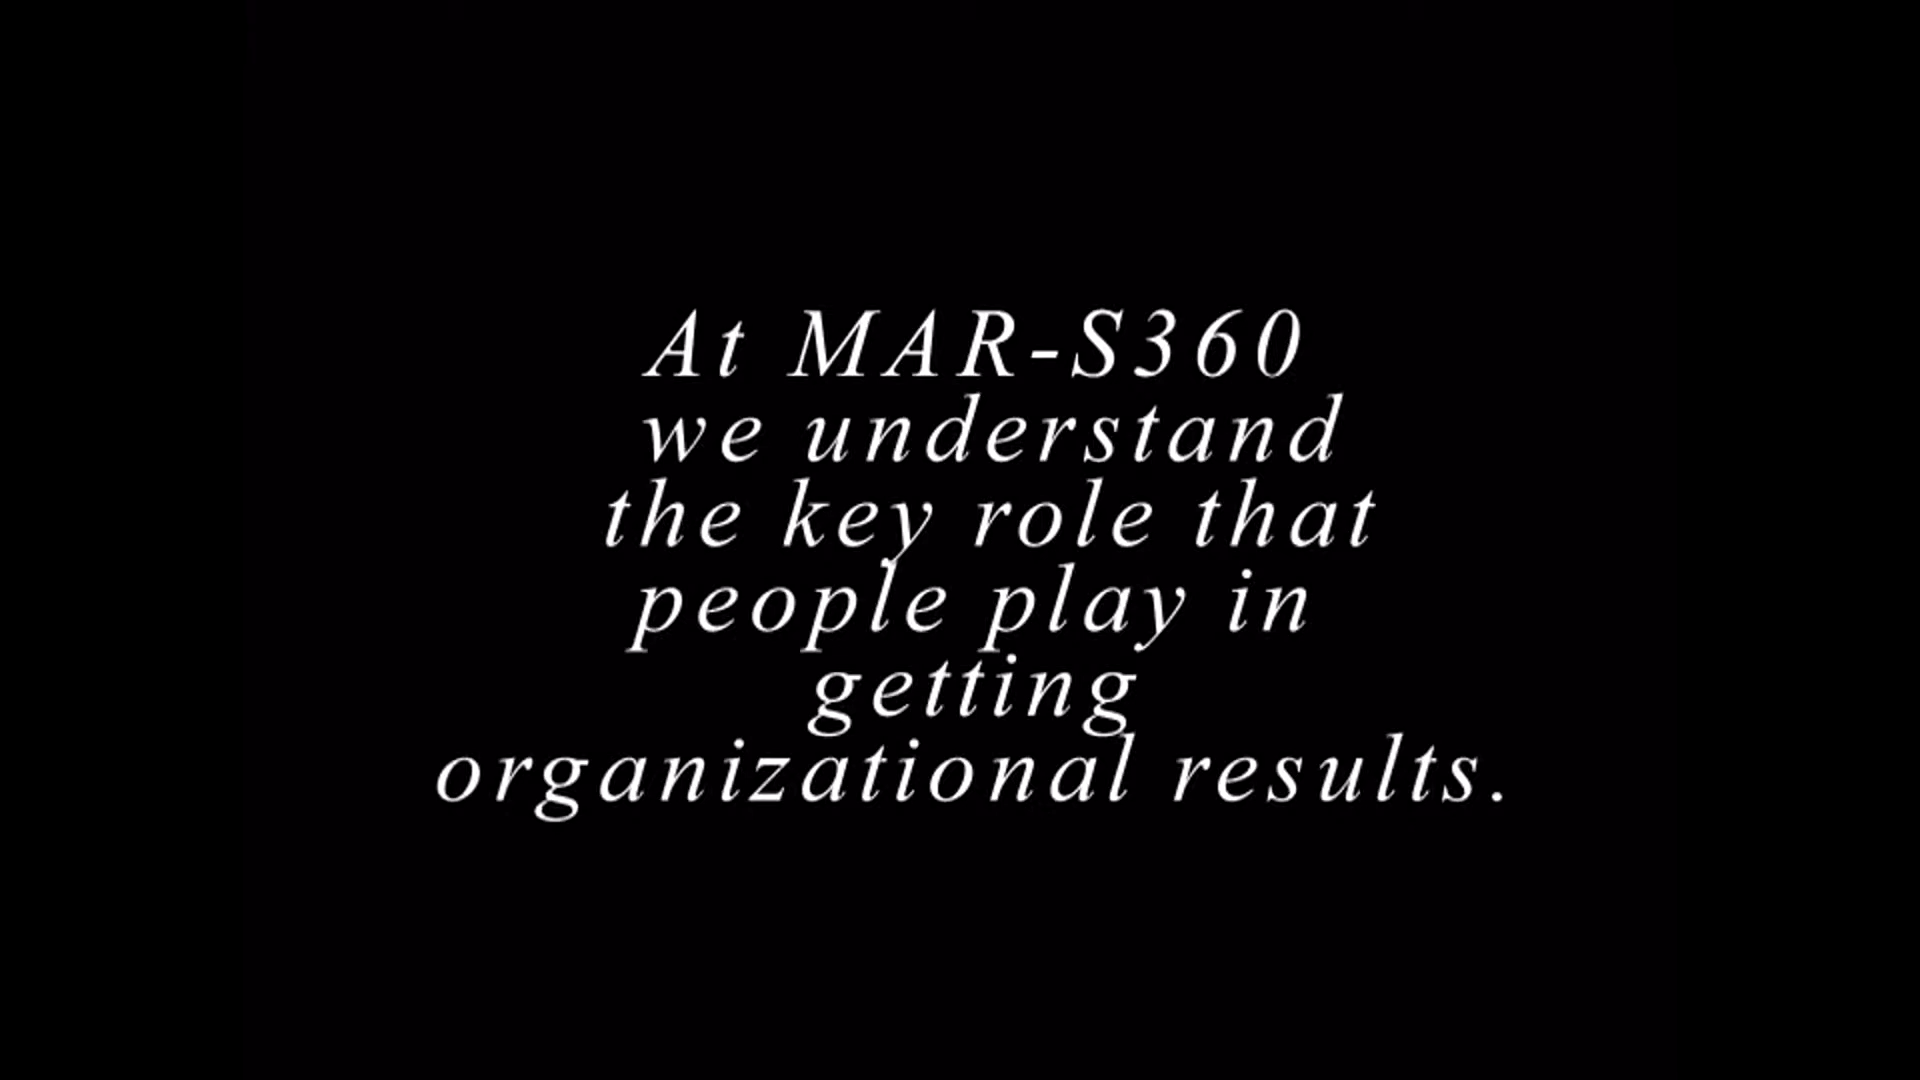 At MAR-S360
we understand
the key role that
people play in
getting
organizational results.